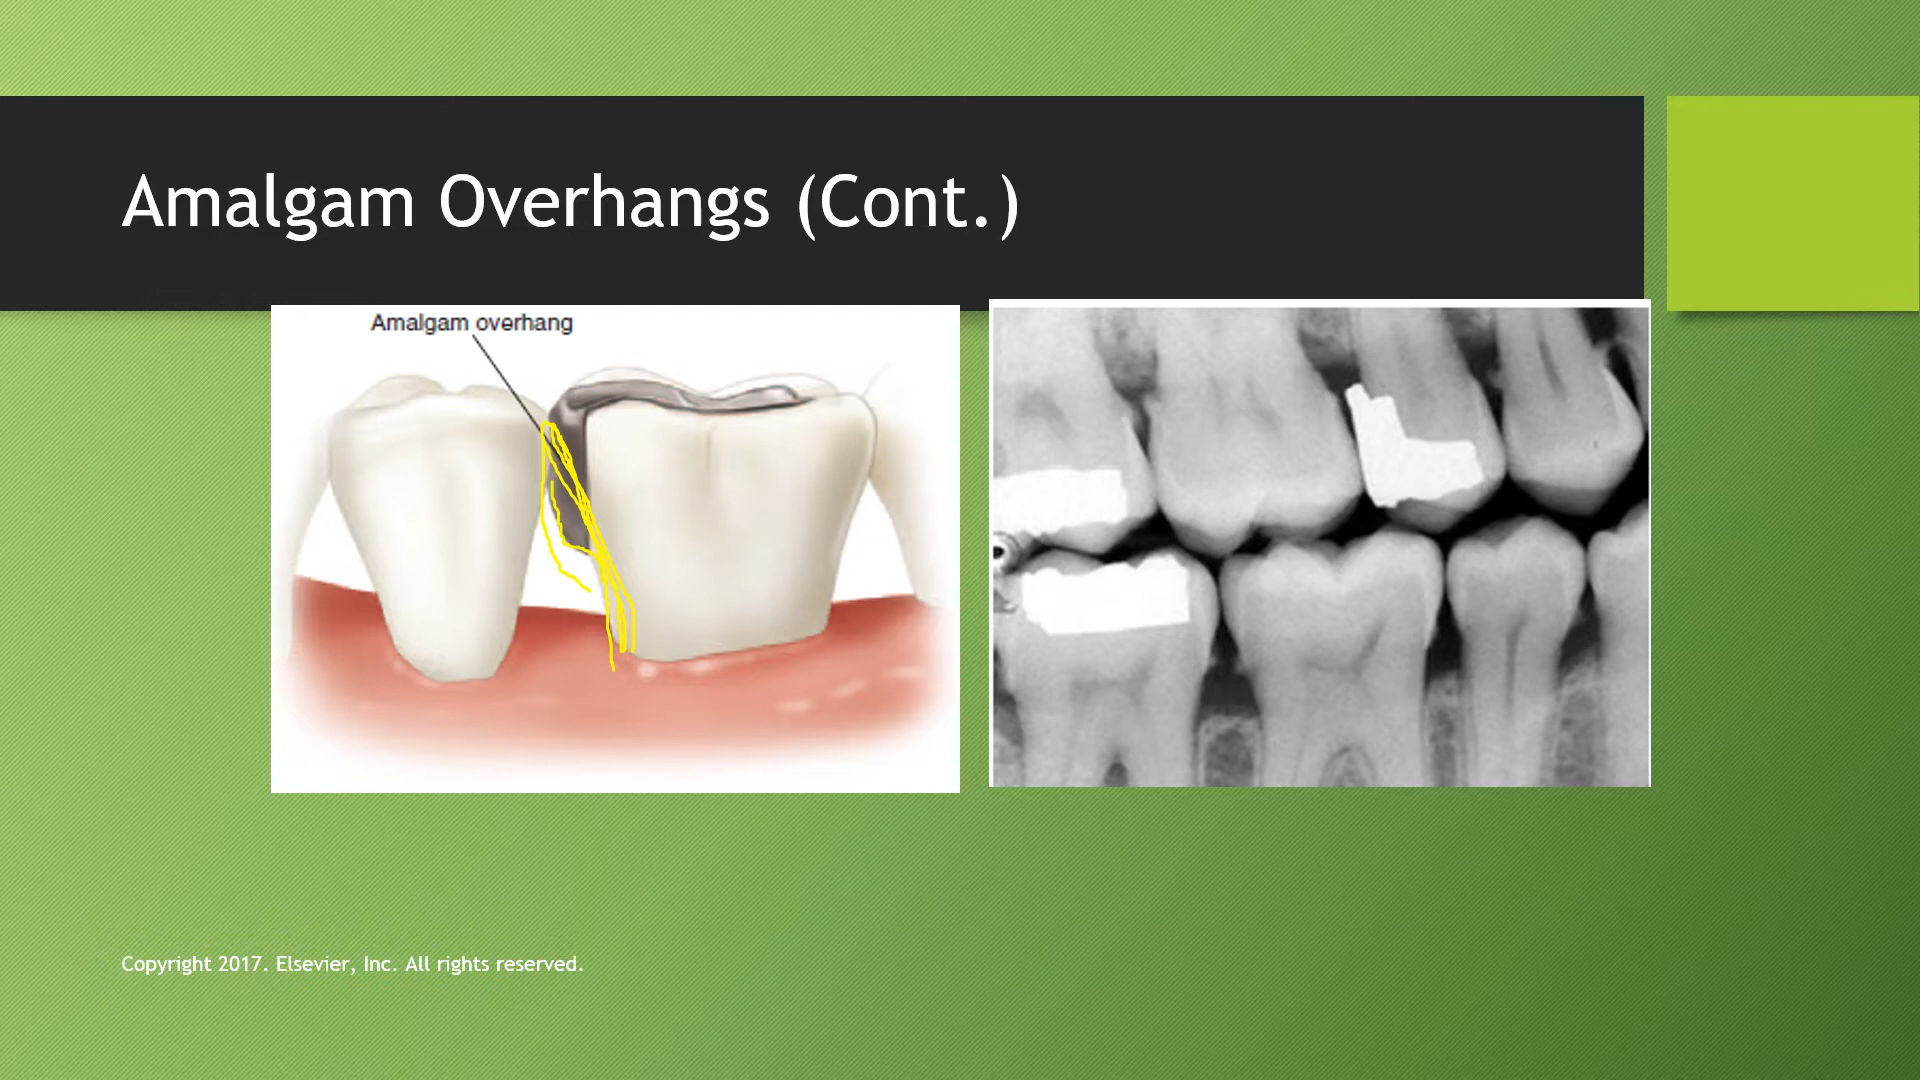 Amalgam Overhangs (Cont.)
Amalgam overhang
Copyright 2017. Elsevier, Inc. All rights reserved.